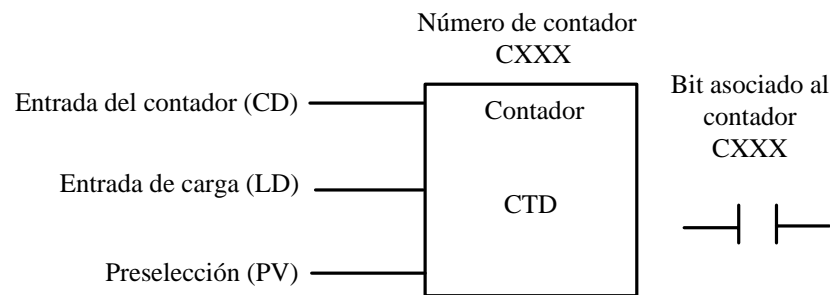 Número de contador
CXXX
Entrada del contador (CD)
Contador
Bit asociado al
contador
CXXX
Entrada de carga (LD)
CTD
Preselección (PV)